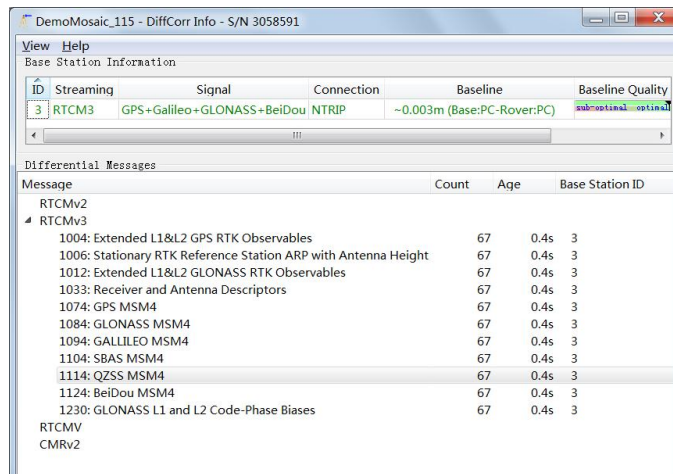 DemoMosaic_115 - DiffCorr Info - S/N 3058591
View Help
Base Station Information
ID Streaming Signal Connection Baseline Baseline Quality
3 RTCM3 GPS+Galileo+GLONASS+BeiDou NTRIP ~0.003m (Base:PC-Rover:PC) sub-optimal optimal
Differential Messages
Message Count Age Base Station ID
RTCMv2
RTCMv3
1004: Extended L1&L2 GPS RTK Observables 67 0.4s 3
1006: Stationary RTK Reference Station ARP with Antenna Height 67 0.4s 3
1012: Extended L1&L2 GLONASS RTK Observables 67 0.4s 3
1033: Receiver and Antenna Descriptors 67 0.4s 3
1074: GPS MSM4 67 0.4s 3
1084: GLONASS MSM4 67 0.4s 3
1094: GALLILEO MSM4 67 0.4s 3
1104: SBAS MSM4 67 0.4s 3
1114: QZSS MSM4 67 0.4s 3
1124: BeiDou MSM4 67 0.4s 3
1230: GLONASS L1 and L2 Code-Phase Biases 67 0.4s 3
RTCMV
CMRv2